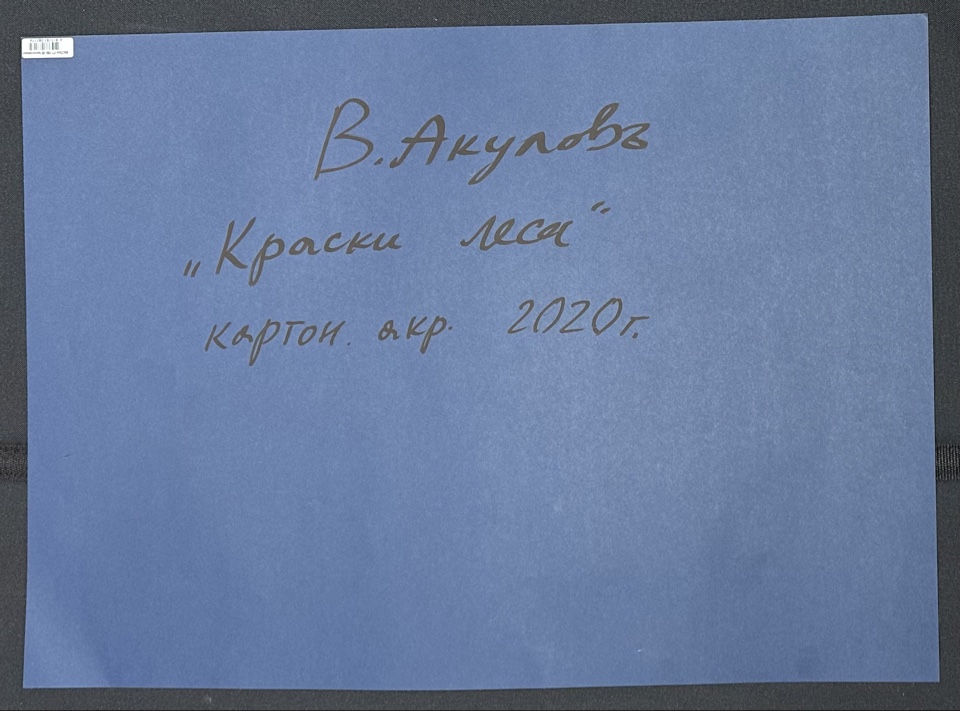 В. Акуловъ
„Краски леса“
картон. акр. 2020г.